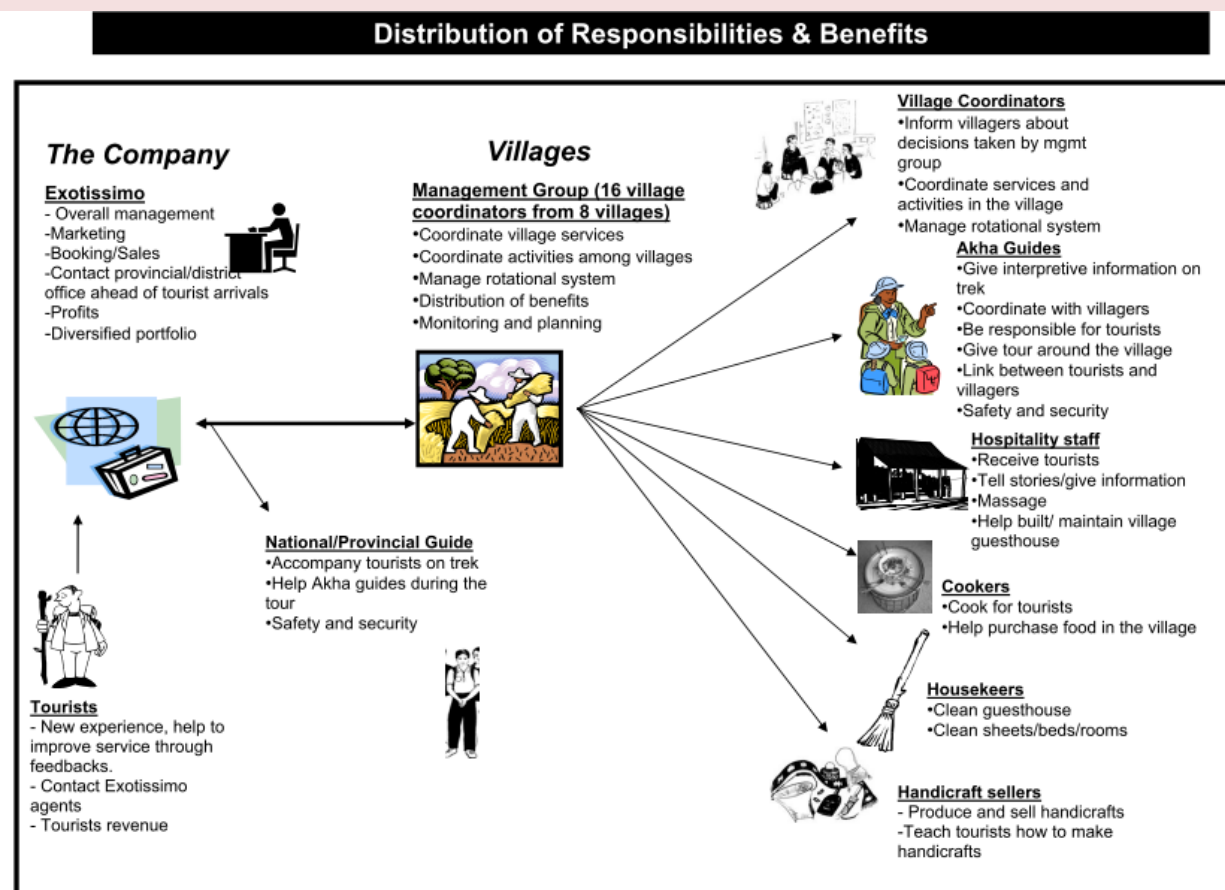 Distribution of Responsibilities & Benefits
The Company
Exotissimo
- Overall management
-Marketing
-Booking/Sales
-Contact provincial/district
office ahead of tourist arrivals
-Profits
-Diversified portfolio
Villages
Management Group (16 village
coordinators from 8 villages)
•Coordinate village services
•Coordinate activities among villages
•Manage rotational system
•Distribution of benefits
•Monitoring and planning
Village Coordinators
•Inform villagers about
decisions taken by mgmt
group
•Coordinate services and
activities in the village
•Manage rotational system
Akha Guides
•Give interpretive information on
trek
•Coordinate with villagers
•Be responsible for tourists
•Give tour around the village
•Link between tourists and
villagers
•Safety and security
Hospitality staff
•Receive tourists
•Tell stories/give information
•Massage
•Help built/ maintain village
guesthouse
Cookers
•Cook for tourists
•Help purchase food in the village
Housekeers
•Clean guesthouse
•Clean sheets/beds/rooms
Handicraft sellers
- Produce and sell handicrafts
-Teach tourists how to make
handicrafts
National/Provincial Guide
•Accompany tourists on trek
•Help Akha guides during the
tour
•Safety and security
Tourists
- New experience, help to
improve service through
feedbacks.
- Contact Exotissimo
agents
- Tourists revenue